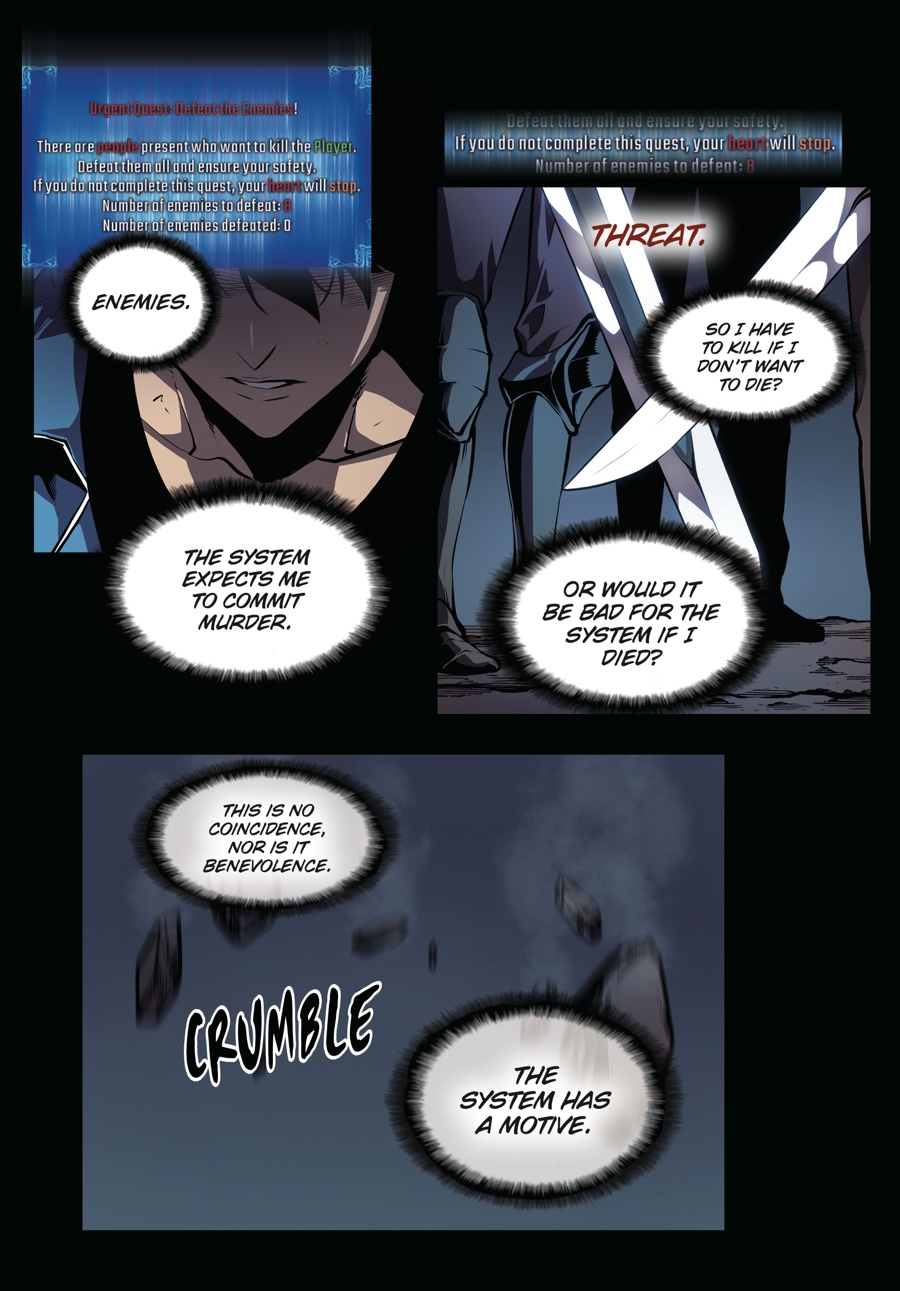 Urgent Quest: Defeat the Enemies!
There are people present who want to kill the Player.
Defeat them all and ensure your safety.
If you do not complete this quest, your heart will stop.
Number of enemies to defeat: 8
Number of enemies defeated: 0
ENEMIES.
THE SYSTEM
EXPECTS ME
TO COMMIT
MURDER.
Defeat them all and ensure your safety.
If you do not complete this quest, your heart will stop.
Number of enemies to defeat: 8
THREAT.
SO I HAVE
TO KILL IF I
DON'T WANT
TO DIE?
OR WOULD IT
BE BAD FOR THE
SYSTEM IF I
DIED?
THIS IS NO
COINCIDENCE,
NOR IS IT
BENEVOLENCE.
CRUMBLE
THE
SYSTEM HAS
A MOTIVE.